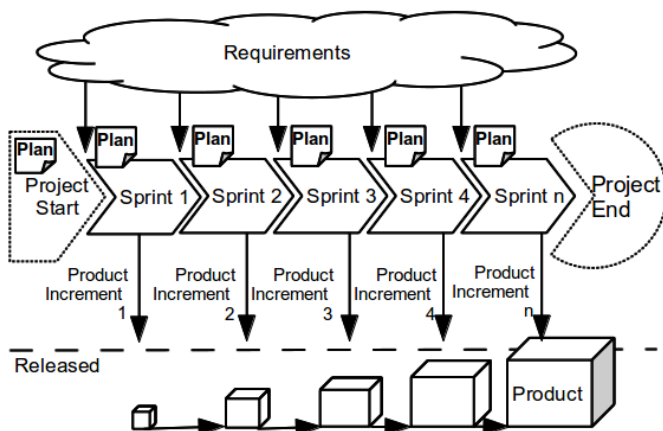 Requirements
Plan
Plan
Plan
Plan
Plan
Plan
Project
Start
Sprint 1
Sprint 2
Sprint 3
Sprint 4
Sprint n
Project
End
Product
Increment
1
Product
Increment
2
Product
Increment
3
Product
Increment
4
Product
Increment
n
Released
Product